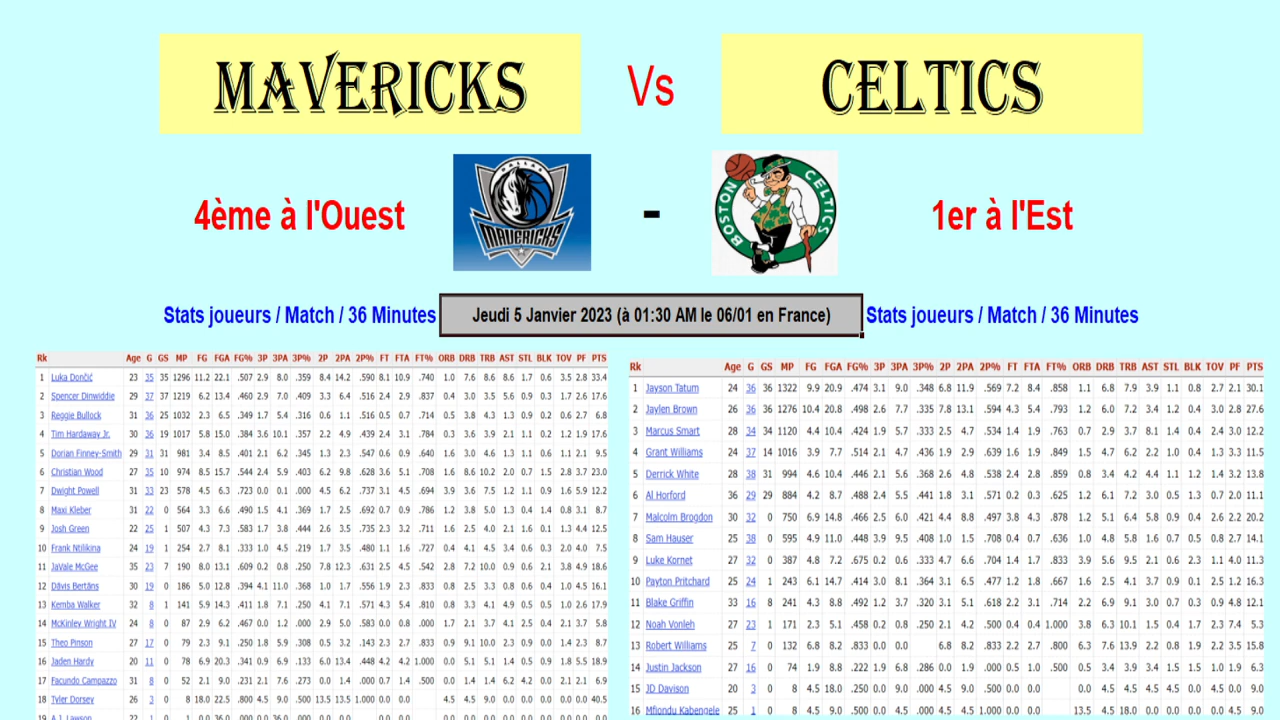 MAVERICKS Vs CELTICS
DALLAS
MAVERICKS
BOSTON CELTICS
4ème à l'Ouest - 1er à l'Est
Stats joueurs / Match / 36 Minutes Jeudi 5 Janvier 2023 (à 01:30 AM le 06/01 en France) Stats joueurs / Match / 36 Minutes
Rk Age G GS MP FG FGA FG% 3P 3PA 3P% 2P 2PA 2P% FT FTA FT% ORB DRB TRB AST STL BLK TOV PF PTS
1 Luka Dončić 23 35 35 1296 11.2 22.1 .507 2.9 8.0 .359 8.4 14.2 .590 8.1 10.9 .740 1.0 7.6 8.6 8.6 1.7 0.6 3.5 2.8 33.4
2 Spencer Dinwiddie 29 37 37 1219 6.2 13.4 .460 2.9 7.0 .409 3.3 6.4 .516 2.4 2.9 .837 0.4 3.0 3.5 5.6 0.9 0.3 1.7 2.6 17.6
3 Reggie Bullock 31 36 25 1032 2.3 6.5 .349 1.7 5.4 .316 0.6 1.1 .516 0.5 0.7 .714 0.5 3.8 4.3 1.3 0.9 0.2 0.6 2.7 6.8
4 Tim Hardaway Jr. 30 36 19 1017 5.8 15.0 .384 3.6 10.1 .357 2.2 4.9 .439 2.4 3.1 .784 0.3 3.6 3.9 2.1 1.1 0.2 1.2 1.9 17.6
5 Dorian Finney-Smith 29 31 31 981 3.4 8.5 .401 2.1 6.2 .345 1.3 2.3 .547 0.6 0.9 .640 1.6 3.0 4.6 1.3 1.1 0.6 1.1 2.1 9.5
6 Christian Wood 27 35 10 974 8.5 15.7 .544 2.4 5.9 .403 6.2 9.8 .628 3.6 5.1 .708 1.6 8.6 10.2 2.0 0.7 1.5 2.8 3.7 23.0
7 Dwight Powell 31 33 23 578 4.5 6.3 .723 0.0 0.1 .000 4.5 6.2 .737 3.1 4.5 .694 3.9 3.6 7.5 1.2 1.1 0.9 1.6 5.9 12.2
8 Maxi Kleber 31 22 0 564 3.3 6.6 .490 1.5 4.1 .369 1.7 2.5 .692 0.7 0.9 .786 1.2 3.8 5.0 1.3 0.4 1.4 0.8 3.1 8.7
9 Josh Green 22 25 1 507 4.3 7.3 .583 1.7 3.8 .444 2.6 3.5 .735 2.3 3.2 .711 1.6 2.5 4.0 2.1 1.6 0.1 1.3 4.4 12.5
10 Frank Ntilikina 24 19 1 254 2.7 8.1 .333 1.0 4.5 .219 1.7 3.5 .480 1.1 1.6 .727 0.4 4.1 4.5 3.4 0.6 0.3 2.0 4.0 7.5
11 JaVale McGee 35 23 7 190 8.0 13.1 .609 0.2 0.8 .250 7.8 12.3 .631 2.5 4.5 .542 2.8 7.2 10.0 0.9 0.6 2.1 3.8 4.9 18.6
12 Dāvis Bertāns 30 19 0 186 5.0 12.8 .394 4.1 11.0 .368 1.0 1.7 .556 1.9 2.3 .833 0.8 2.5 3.3 0.8 0.6 0.4 1.0 4.5 16.1
13 Kemba Walker 32 8 1 141 5.9 14.3 .411 1.8 7.1 .250 4.1 7.1 .571 4.3 5.4 .810 0.8 3.3 4.1 4.9 0.5 0.5 1.0 2.6 17.9
14 McKinley Wright IV 24 8 0 87 2.9 6.2 .467 0.0 1.2 .000 2.9 5.0 .583 0.0 0.8 .000 1.7 2.1 3.7 4.1 2.5 0.4 2.1 3.7 5.8
15 Theo Pinson 27 17 0 79 2.3 9.1 .250 1.8 5.9 .308 0.5 3.2 .143 2.3 2.7 .833 0.9 9.1 10.0 2.3 0.9 0.0 1.4 2.3 8.7
16 Jaden Hardy 20 11 0 78 6.9 20.3 .341 0.9 6.9 .133 6.0 13.4 .448 4.2 4.2 1.000 0.0 5.1 5.1 1.4 0.5 0.9 1.8 5.5 18.9
17 Facundo Campazzo 31 8 0 52 2.1 9.0 .231 2.1 7.6 .273 0.0 1.4 .000 0.7 1.4 .500 0.0 1.4 1.4 6.2 4.2 0.0 2.1 2.1 6.9
18 Tyler Dorsey 26 3 0 8 18.0 22.5 .800 4.5 9.0 .500 13.5 13.5 1.000 0.0 0.0 4.5 4.5 9.0 0.0 0.0 0.0 0.0 0.0 40.5
19 A.J. Lawson 22 1 0 1 0.0 36.0 .000 0.0 36.0 .000 0.0 0.0 0.0 0.0 0.0 0.0 0.0 0.0 0.0 0.0 0.0 0.0 0.0
Rk Age G GS MP FG FGA FG% 3P 3PA 3P% 2P 2PA 2P% FT FTA FT% ORB DRB TRB AST STL BLK TOV PF PTS
1 Jayson Tatum 24 36 36 1322 9.9 20.9 .474 3.1 9.0 .348 6.8 11.9 .569 7.2 8.4 .858 1.1 6.8 7.9 3.9 1.1 0.8 2.7 2.1 30.1
2 Jaylen Brown 26 36 36 1276 10.4 20.8 .498 2.6 7.7 .335 7.8 13.1 .594 4.3 5.4 .793 1.2 6.0 7.2 3.4 1.2 0.4 3.0 2.8 27.6
3 Marcus Smart 28 34 34 1120 4.4 10.4 .424 1.9 5.7 .333 2.5 4.7 .534 1.4 1.9 .763 0.7 2.9 3.7 8.1 1.4 0.4 2.4 3.0 12.2
4 Grant Williams 24 37 14 1016 3.9 7.7 .514 2.1 4.7 .436 1.9 2.9 .639 1.6 1.9 .849 1.5 4.7 6.2 2.2 1.0 0.4 1.3 3.3 11.5
5 Derrick White 28 38 31 994 4.6 10.4 .446 2.1 5.6 .368 2.6 4.8 .538 2.4 2.8 .859 0.8 3.4 4.2 4.4 1.1 1.2 1.4 3.2 13.8
6 Al Horford 36 29 29 884 4.2 8.7 .488 2.4 5.5 .441 1.8 3.1 .571 0.2 0.3 .625 1.2 6.1 7.2 3.0 0.5 1.3 0.7 2.0 11.1
7 Malcolm Brogdon 30 32 0 750 6.9 14.8 .466 2.5 6.0 .421 4.4 8.8 .497 3.8 4.3 .878 1.2 5.1 6.4 5.8 0.9 0.4 2.6 2.2 20.2
8 Sam Hauser 25 38 0 595 4.9 11.0 .448 3.9 9.5 .408 1.0 1.5 .708 0.4 0.7 .636 1.0 4.8 5.8 1.6 0.7 0.5 0.8 2.7 14.1
9 Luke Kornet 27 32 0 387 4.8 7.2 .675 0.2 0.6 .333 4.7 6.6 .704 1.4 1.7 .833 3.9 5.6 9.5 2.1 0.6 2.3 1.1 4.0 11.3
10 Payton Pritchard 25 24 1 243 6.1 14.7 .414 3.0 8.1 .364 3.1 6.5 .477 1.2 1.8 .667 1.9 2.1 4.1 3.7 0.9 0.1 2.5 1.2 16.3
11 Blake Griffin 33 16 8 241 4.3 8.8 .492 1.2 3.7 .320 3.1 5.1 .618 2.2 3.1 .714 2.2 6.9 9.1 3.0 0.7 0.3 0.9 4.8 12.1
12 Noah Vonleh 27 23 1 171 2.3 5.1 .458 0.2 0.8 .250 2.1 4.2 .500 0.4 0.4 1.000 3.8 6.3 10.1 1.5 0.4 1.7 2.3 7.4 5.3
13 Robert Williams 25 7 0 132 6.8 8.2 .833 0.0 0.0 6.8 8.2 .833 2.2 2.7 .800 6.3 7.6 13.9 2.2 0.8 1.9 2.2 3.5 15.8
14 Justin Jackson 27 16 0 74 1.9 8.8 .222 1.9 6.8 .286 0.0 1.9 .000 0.5 1.0 .500 0.5 3.4 3.9 3.4 1.5 1.5 1.0 1.9 6.3
15 JD Davison 20 3 0 8 4.5 18.0 .250 0.0 9.0 .000 4.5 9.0 .500 0.0 0.0 0.0 4.5 4.5 4.5 4.5 0.0 4.5 0.0 9.0
16 Mfiondu Kabengele 25 1 0 8 4.5 9.0 .500 0.0 4.5 .000 4.5 4.5 1.000 0.0 0.0 13.5 4.5 18.0 0.0 0.0 0.0 0.0 4.5 9.0